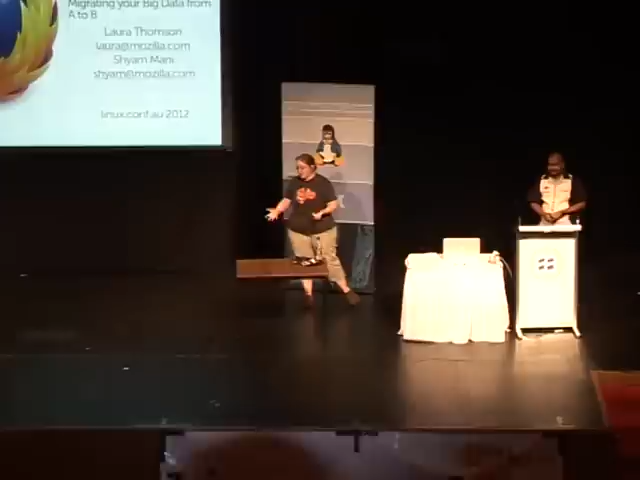 Migrating your Big Data from
A to B
Laura Thomson
laura@mozilla.com
Shyam Mani
shyam@mozilla.com
linux.conf.au 2012